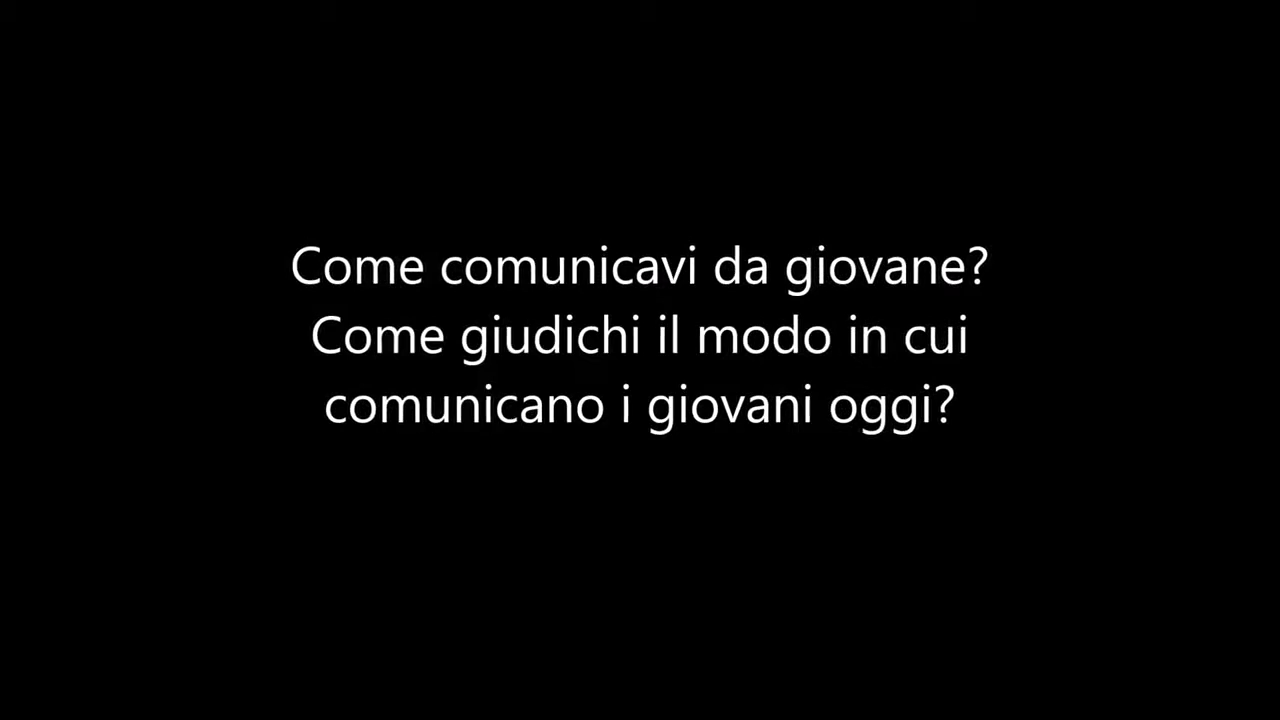 Come comunicavi da giovane?
Come giudichi il modo in cui
comunicano i giovani oggi?